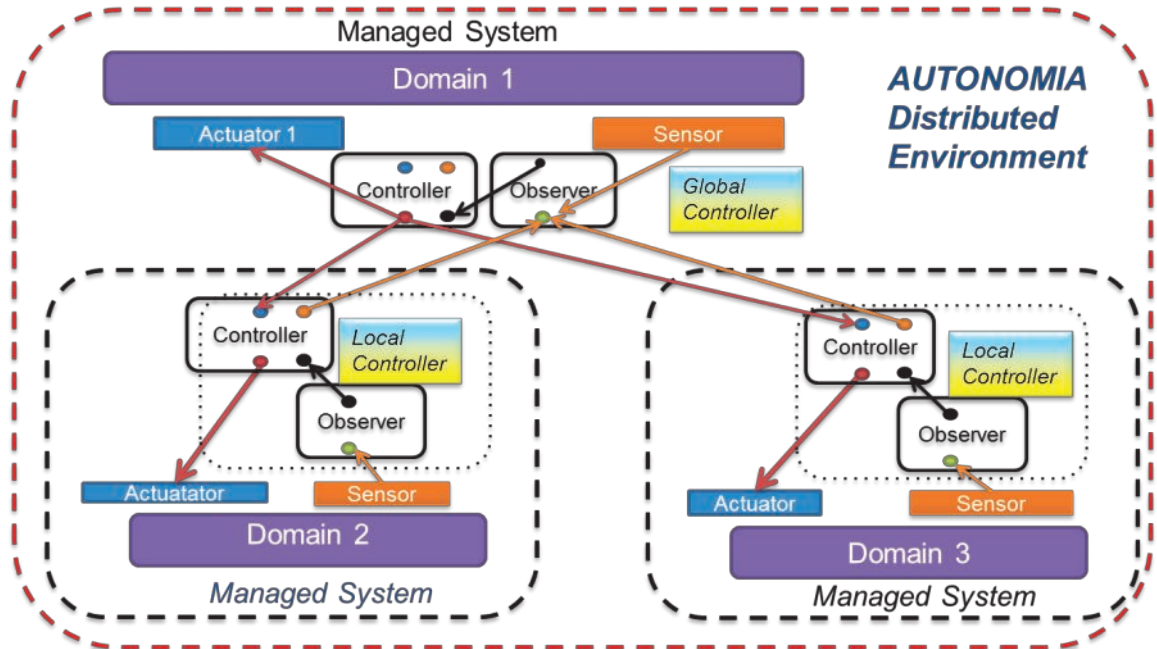 Managed System
Domain 1
AUTONOMIA
Distributed
Environment
Actuator 1
Sensor
Controller
Observer
Global
Controller
Controller
Local
Controller
Observer
Actuatator
Sensor
Domain 2
Managed System
Controller
Local
Controller
Observer
Actuator
Sensor
Domain 3
Managed System